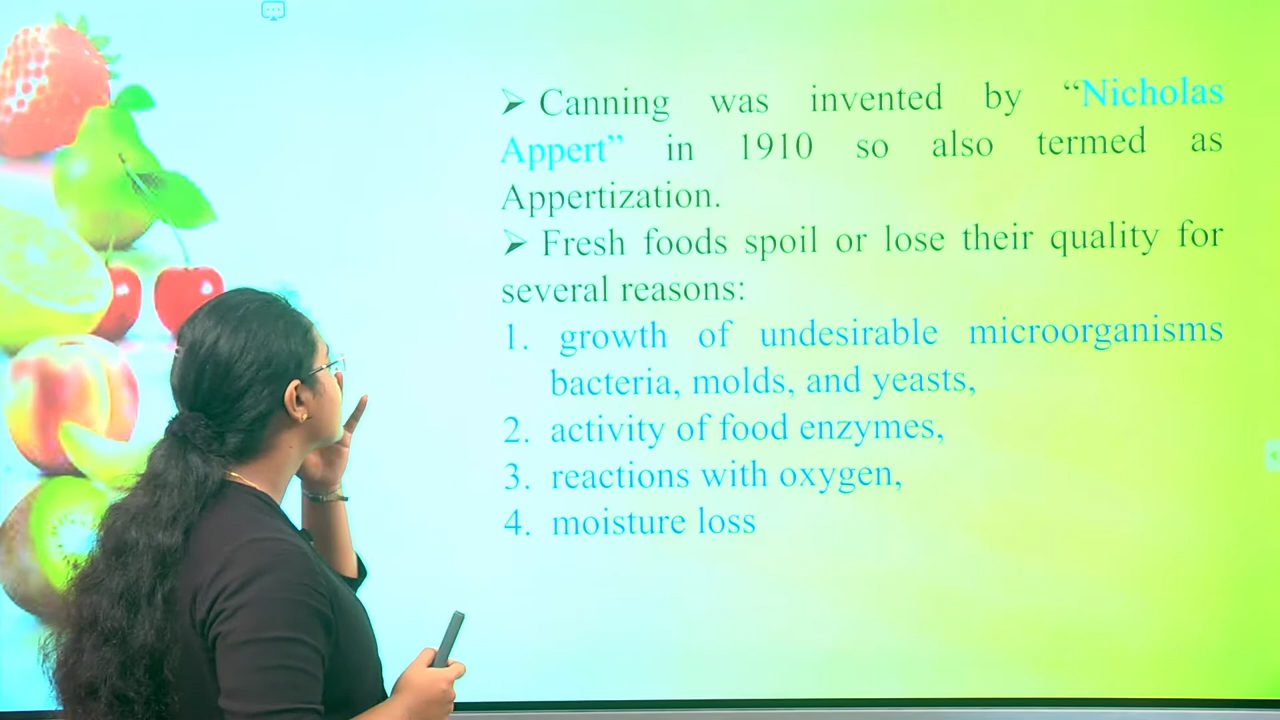 ➢ Canning was invented by “Nicholas
Appert” in 1910 so also termed as
Appertization.
➢ Fresh foods spoil or lose their quality for
several reasons:
1. growth of undesirable microorganisms
bacteria, molds, and yeasts,
2. activity of food enzymes,
3. reactions with oxygen,
4. moisture loss